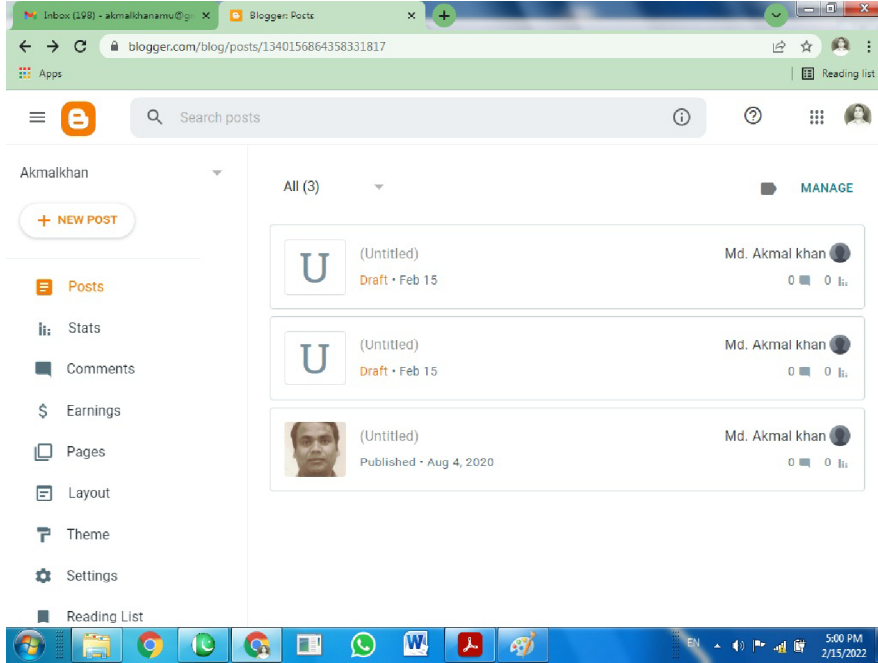 Inbox (198) - akmalkhanamu@gr
Blogger: Posts
blogger.com/blog/posts/1340156864358331817
Apps
Reading list
Search posts
Akmalkhan
All (3)
MANAGE
+ NEW POST
U
(Untitled)
Md. Akmal khan
Draft • Feb 15
0 0
Posts
Stats
U
(Untitled)
Md. Akmal khan
Draft • Feb 15
0 0
Comments
Earnings
(Untitled)
Md. Akmal khan
Published • Aug 4, 2020
0 0
Pages
Layout
Theme
Settings
Reading List
EN
5:00 PM
2/15/2022